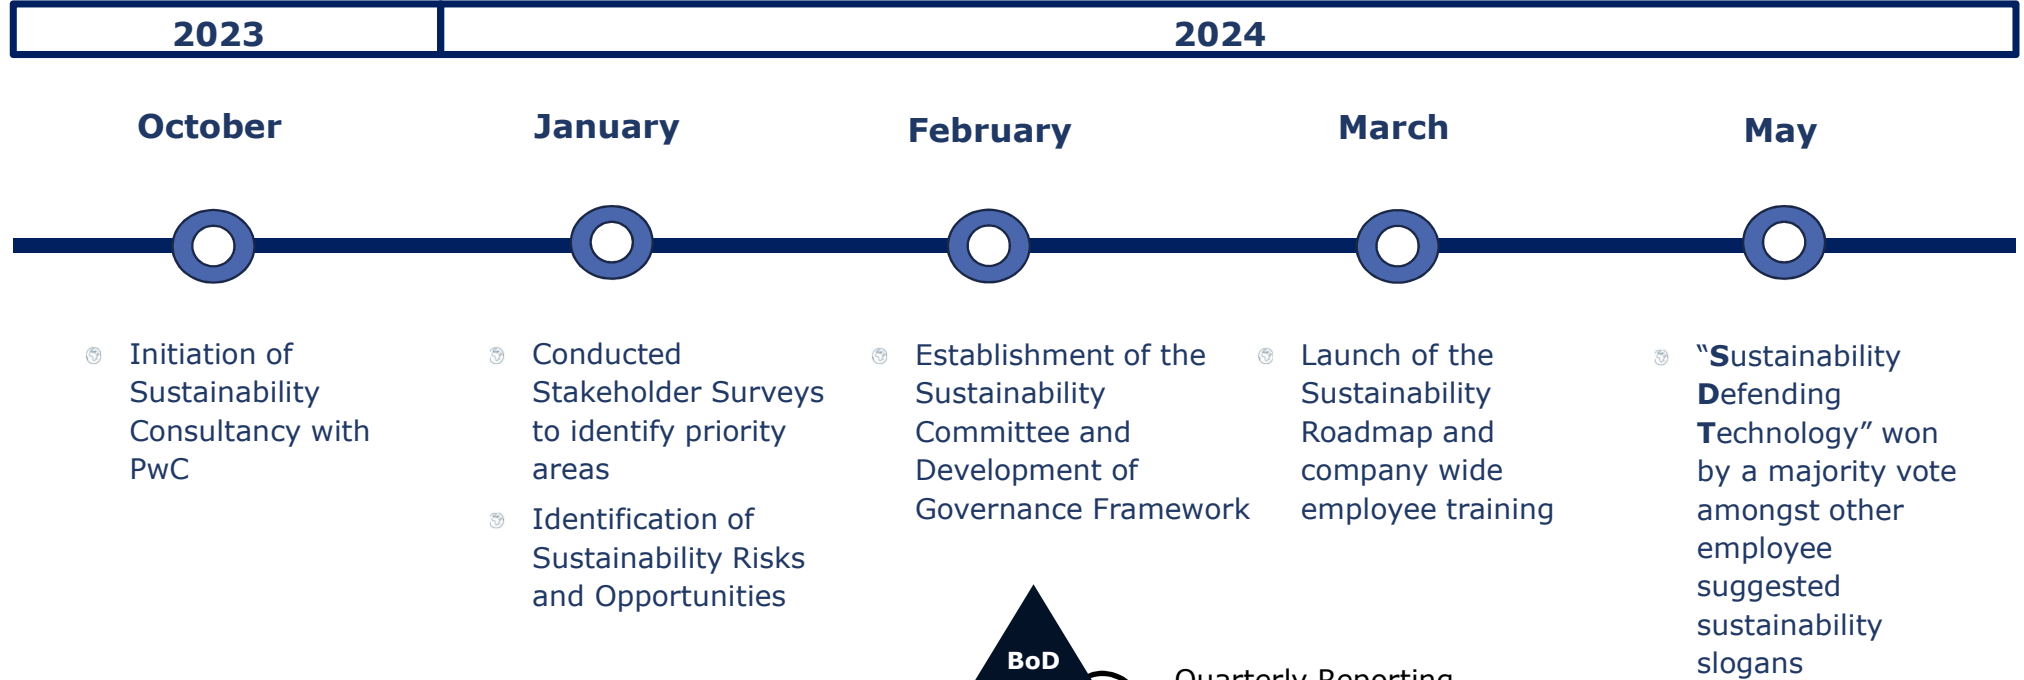 2023
2024
October
January
February
March
May
Initiation of
Sustainability
Consultancy with
PwC
Conducted
Stakeholder Surveys
to identify priority
areas
Identification of
Sustainability Risks
and Opportunities
Establishment of the
Sustainability
Committee and
Development of
Governance Framework
Launch of the
Sustainability
Roadmap and
company wide
employee training
“Sustainability
Defending
Technology” won
by a majority vote
amongst other
employee
suggested
sustainability
slogans
BoD
Quarterly Reporting